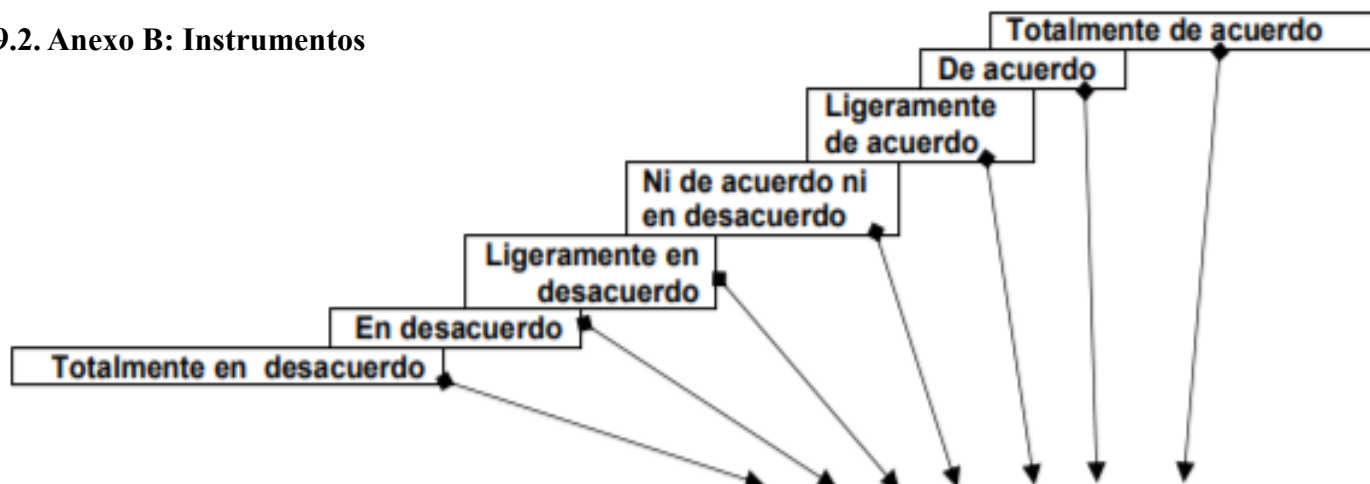 9.2. Anexo B: Instrumentos
Totalmente de acuerdo
De acuerdo
Ligeramente
de acuerdo
Ni de acuerdo ni
en desacuerdo
Ligeramente en
desacuerdo
En desacuerdo
Totalmente en desacuerdo